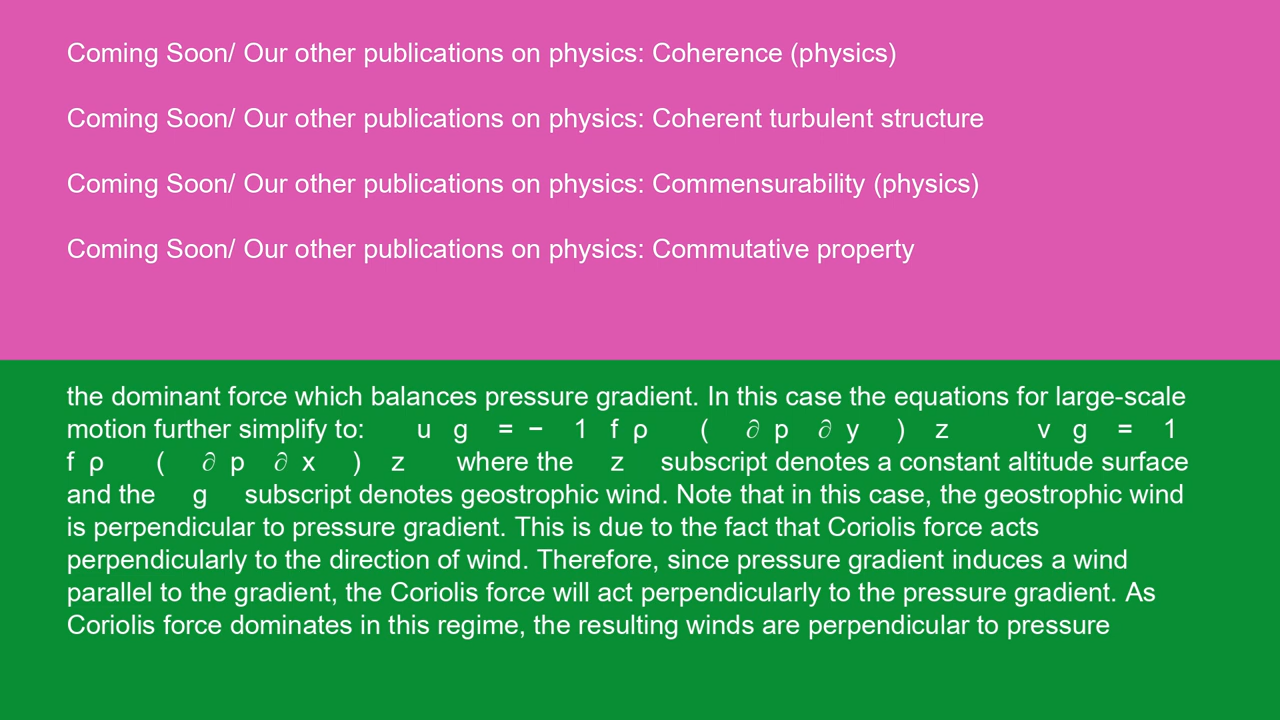 Coming Soon/ Our other publications on physics: Coherence (physics)
Coming Soon/ Our other publications on physics: Coherent turbulent structure
Coming Soon/ Our other publications on physics: Commensurability (physics)
Coming Soon/ Our other publications on physics: Commutative property
the dominant force which balances pressure gradient. In this case the equations for large-scale
motion further simplify to: u g = − 1 f ρ ( ∂ p ∂ y ) z v g = 1
f ρ ( ∂ p ∂ x ) z where the z subscript denotes a constant altitude surface
and the g subscript denotes geostrophic wind. Note that in this case, the geostrophic wind
is perpendicular to pressure gradient. This is due to the fact that Coriolis force acts
perpendicularly to the direction of wind. Therefore, since pressure gradient induces a wind
parallel to the gradient, the Coriolis force will act perpendicularly to the pressure gradient. As
Coriolis force dominates in this regime, the resulting winds are perpendicular to pressure